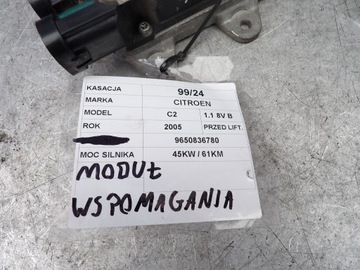 KASACJA 99/24
MARKA CITROEN
MODEL C2 1.1 8V B
ROK 2005 PRZED LIFT.
9650836780
MOC SILNIKA 45KW / 61KM
MODUŁ
WSPOMAGANIA